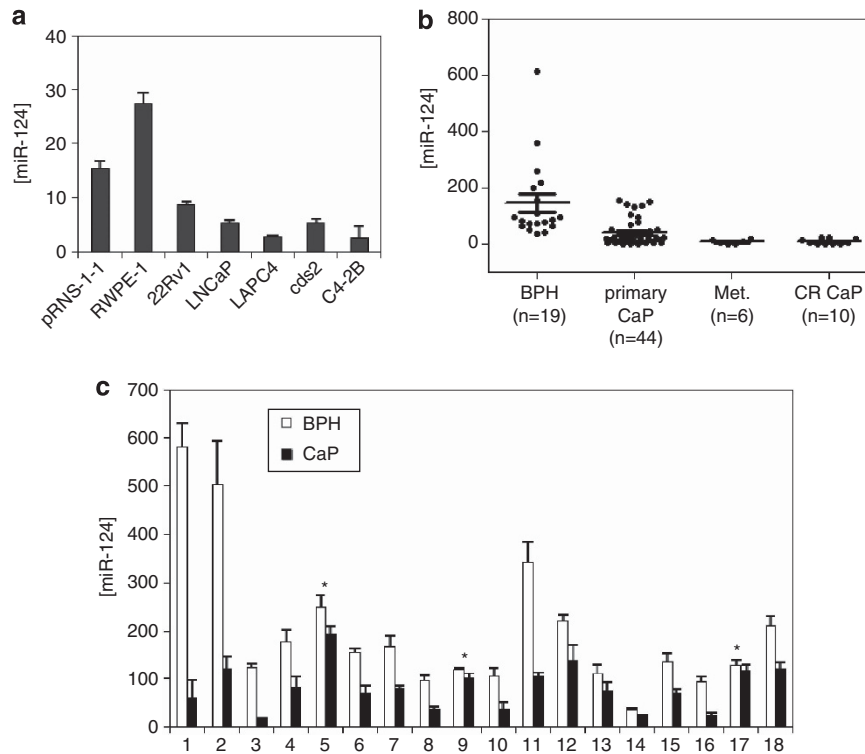 a
40
30
20
10
0
[miR-124]
pRNS-1-1
RWPE-1
22Rv1
LNCaP
LAPC4
cds2
C4-2B
b
800
600
400
200
0
[miR-124]
BPH
(n=19)
primary
CaP
(n=44)
Met.
(n=6)
CR CaP
(n=10)
c
700
600
500
400
300
200
100
0
[miR-124]
BPH
CaP
* * *
1 2 3 4 5 6 7 8 9 10 11 12 13 14 15 16 17 18